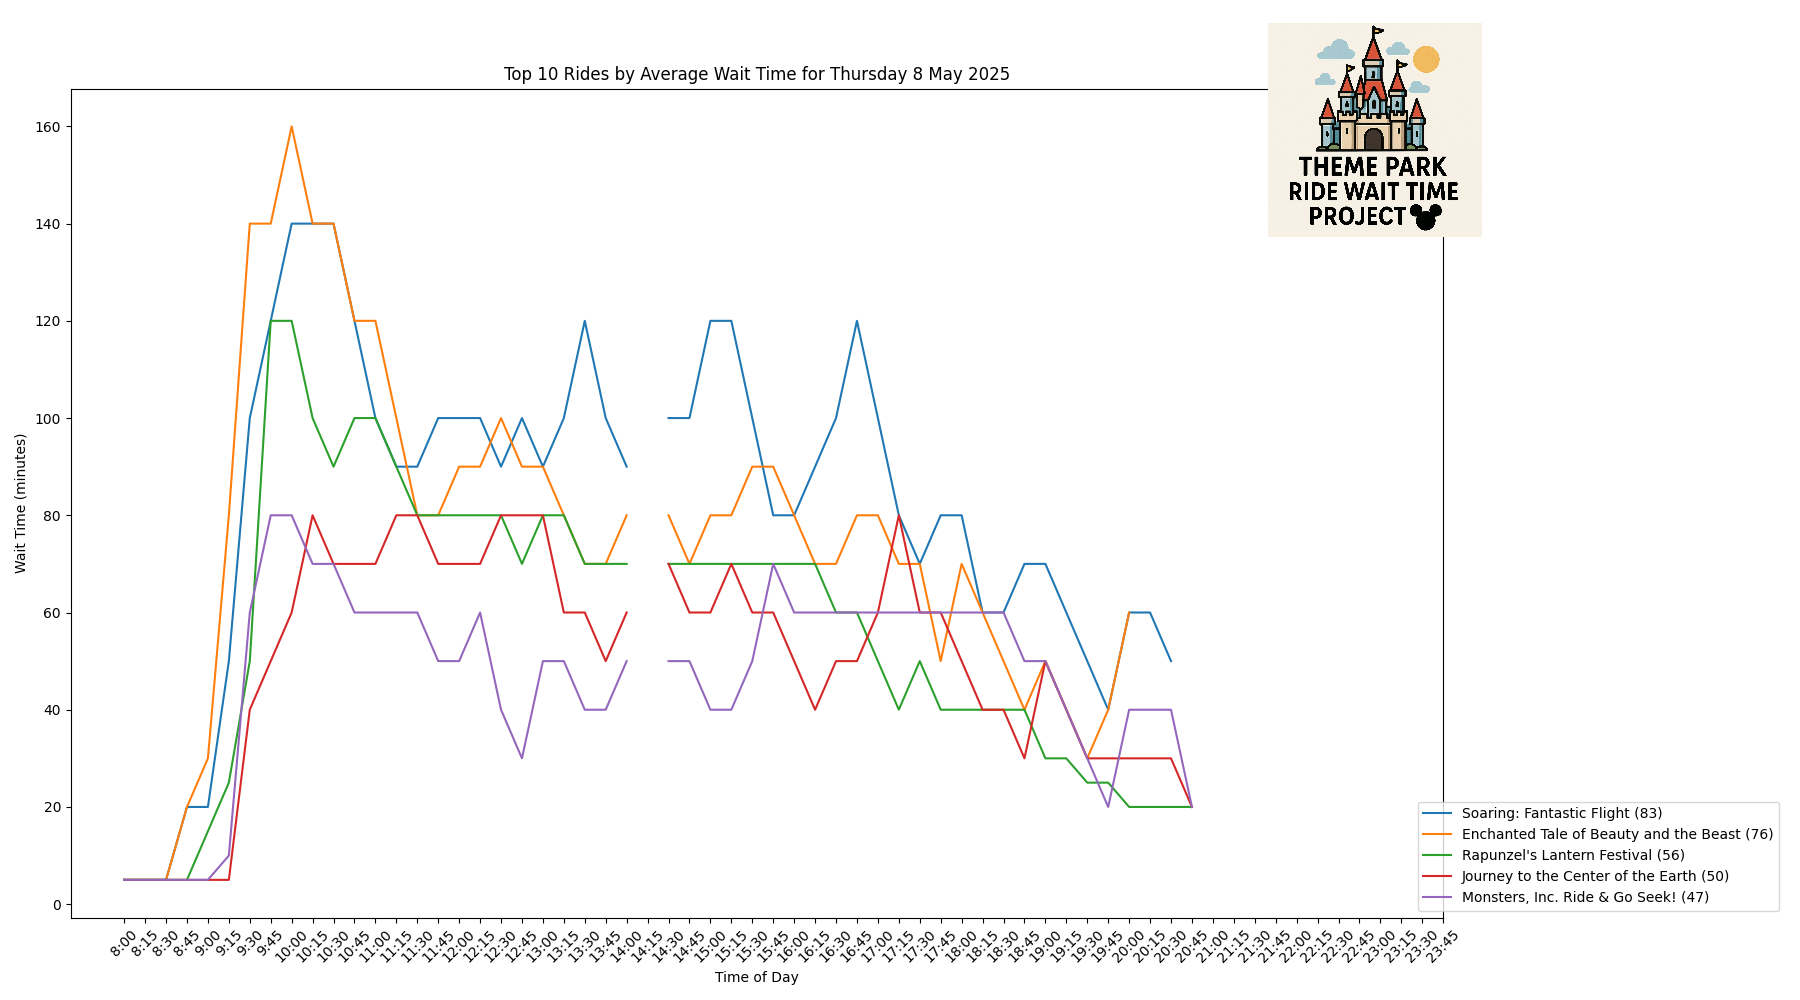 THEME PARK
RIDE WAIT TIME
PROJECT
Top 10 Rides by Average Wait Time for Thursday 8 May 2025
Wait Time (minutes)
160
140
120
100
80
60
40
20
0
8:00 8:15 8:30 8:45 9:00 9:15 9:30 9:45 10:00 10:15 10:30 10:45 11:00 11:15 11:30 11:45 12:00 12:15 12:30 12:45 13:00 13:15 13:30 13:45 14:00 14:15 14:30 14:45 15:00 15:15 15:30 15:45 16:00 16:15 16:30 16:45 17:00 17:15 17:30 17:45 18:00 18:15 18:30 18:45 19:00 19:15 19:30 19:45 20:00 20:15 20:30 20:45 21:00 21:15 21:30 21:45 22:00 22:15 22:30 22:45 23:00 23:15 23:30 23:45
Time of Day
Soaring: Fantastic Flight (83)
Enchanted Tale of Beauty and the Beast (76)
Rapunzel's Lantern Festival (56)
Journey to the Center of the Earth (50)
Monsters, Inc. Ride & Go Seek! (47)